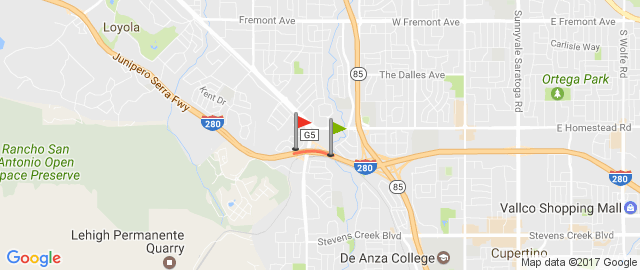 Fremont Ave
W Fremont Ave
E Fremont Ave
Loyola
Carlisle Way
Sunnyvale Saratoga Rd
S Wolfe Rd
Junipero Serra Fwy
85
The Dalles Ave
Kent Dr
Ortega Park
280
G5
E Homestead Rd
Rancho San
Antonio Open
pace Preserve
280
280
85
Vallco Shopping Mall
Lehigh Permanente
Quarry
Stevens Creek Blvd
Stevens Creek Blvd
De Anza College
Cupertino
Google
Map data ©2017 Google